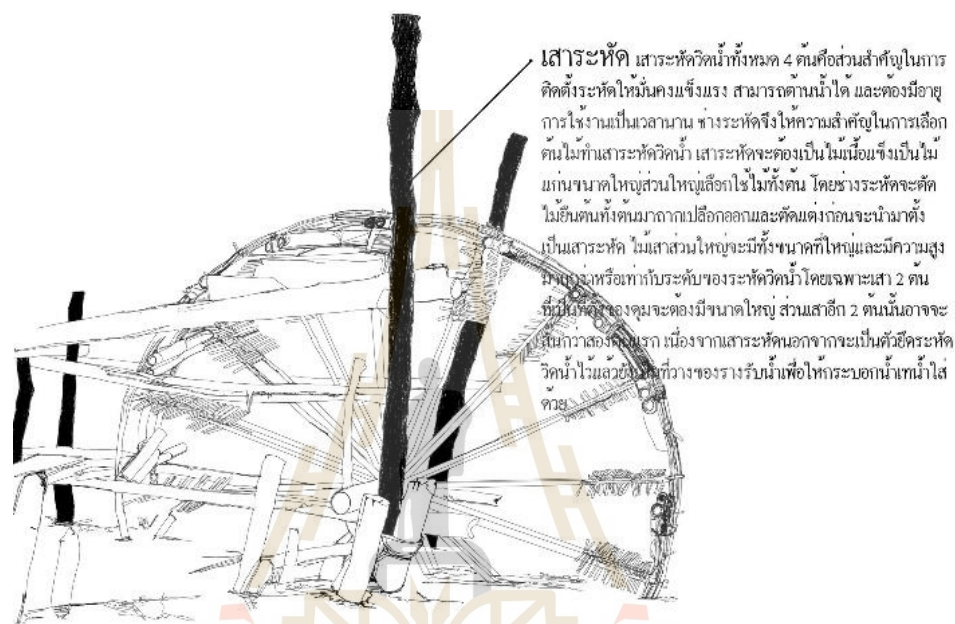 เสาระหัด เสาระหัดวิดน้ำทั้งหมด 4 ต้นคือส่วนสำคัญในการ
ติดตั้งระหัดให้มั่นคงแข็งแรง สามารถต้านน้ำได้ และต้องมีอายุ
การใช้งานเป็นเวลานาน ช่างระหัดจึงให้ความสำคัญในการเลือก
ต้นไม้ทำเสาระหัดวิดน้ำ เสาระหัดจะต้องเป็นไม้เนื้อแข็งเป็นไม้
แก่นขนาดใหญ่ส่วนใหญ่เลือกใช้ไม้ทั้งต้น โดยช่างระหัดจะตัด
ไม้ยืนต้นทั้งต้นมาถากเปลือกออกและตัดแต่งก่อนจะนำมาตั้ง
เป็นเสาระหัด ไม้เสาส่วนใหญ่จะมีทั้งขนาดที่ใหญ่และมีความสูง
มากกว่าหรือเท่ากับระดับของระหัดวิดน้ำโดยเฉพาะเสา 2 ต้น
ที่เป็นที่ตั้งของดุมจะต้องมีขนาดใหญ่ ส่วนเสาอีก 2 ต้นนั้นอาจจะ
สั้นกว่าสองต้นแรก เนื่องจากเสาระหัดนอกจากจะเป็นตัวยึดระหัด
วิดน้ำไว้แล้วยังเป็นที่วางของรางรับน้ำเพื่อให้กระบอกน้ำเทน้ำใส่
ด้วย